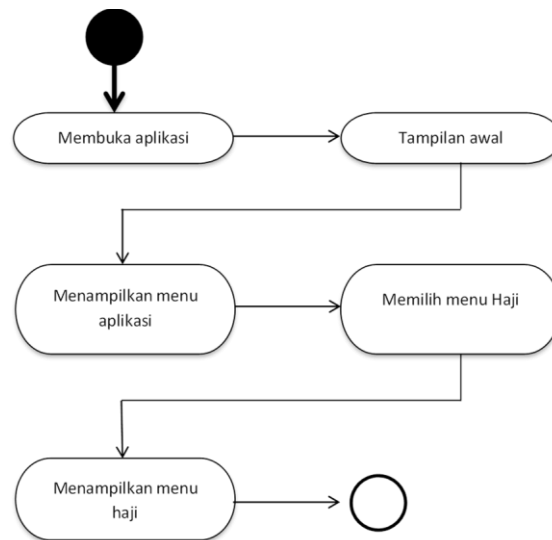 Membuka aplikasi
Tampilan awal
Menampilkan menu
aplikasi
Memilih menu Haji
Menampilkan menu
haji